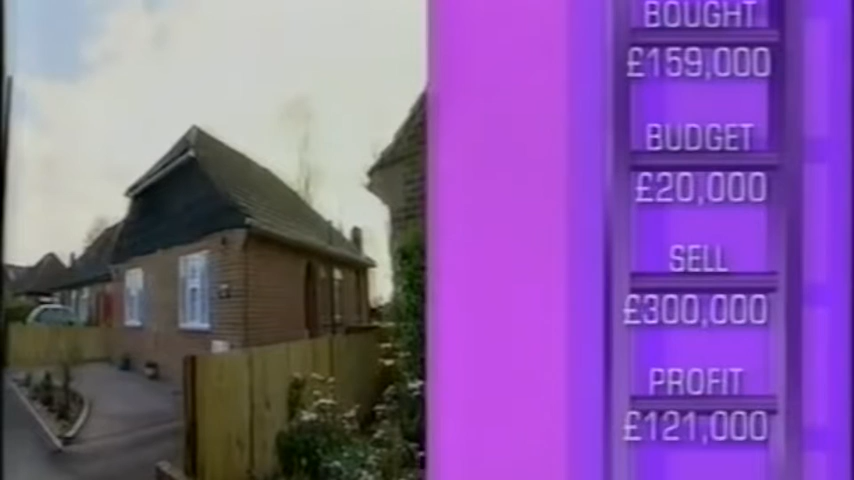 BOUGHT
£159,000
BUDGET
£20,000
SELL
£300,000
PROFIT
£121,000